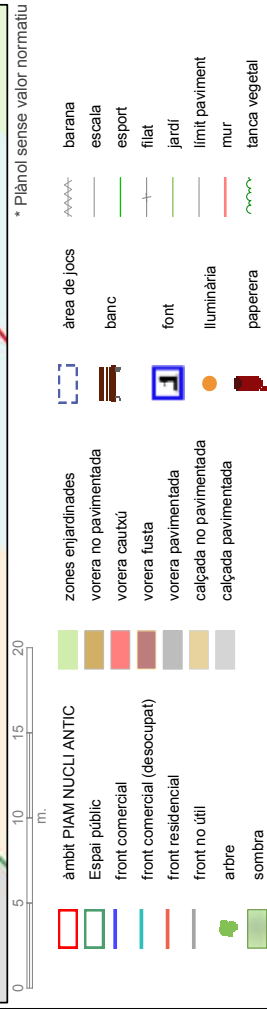 * Plànol sense valor normatiu
0 5 10 20
m.
àmbit PIAM NUCLI ANTIC
Espai públic
front comercial
front comercial (desocupat)
front residencial
front no útil
arbre
sombra
zones enjardinades
vorera no pavimentada
vorera cautxú
vorera fusta
vorera pavimentada
calçada no pavimentada
calçada pavimentada
àrea de jocs
banc
font
lluminària
paperera
barana
escala
esport
filat
jardí
límit paviment
mur
tanca vegetal